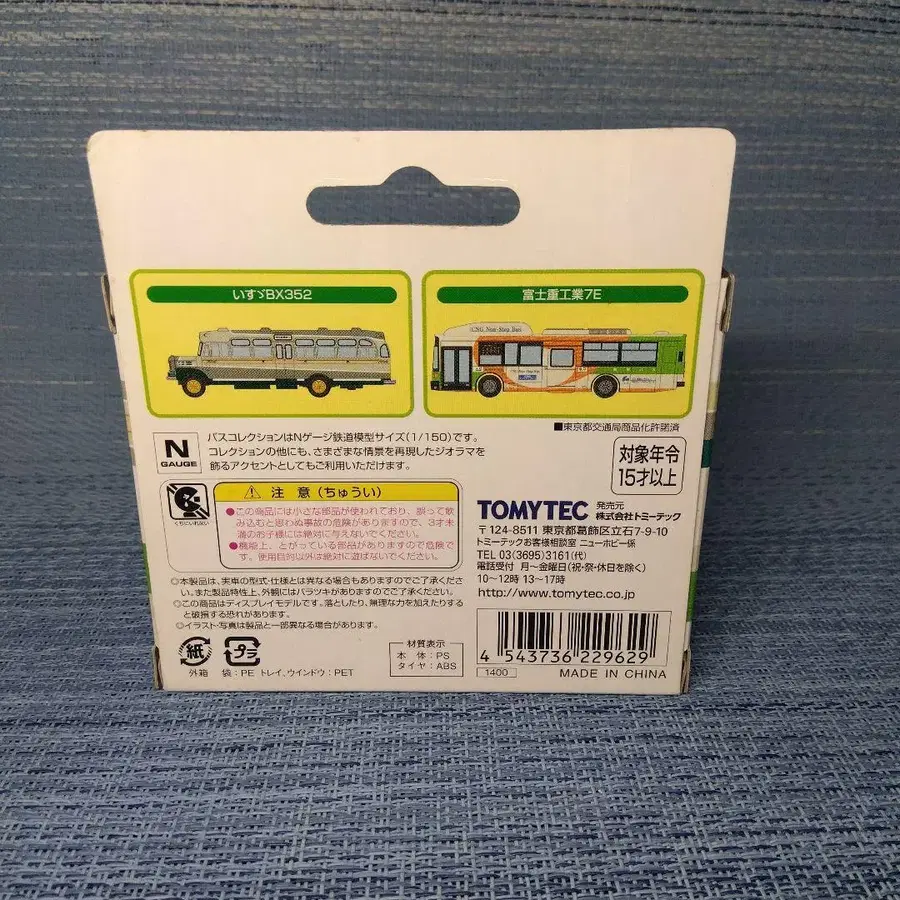 いすゞBX352
富士重工業7E
CNG Non-Step Bus
■東京都交通局商品化許諾済
N
GAUGE
バスコレクションはNゲージ鉄道模型サイズ(1/150)です。
コレクションの他にも、さまざまな情景を再現したジオラマを
飾るアクセントとしてもご利用いただけます。
対象年令
15才以上
くちにいれない
注 意 (ちゅうい)
●この商品には小さな部品が使われており、誤って飲
み込むと思わぬ事故の危険がありますので、3才未
満のお子様には絶対に与えないでください。
●機能上、とがっている部品がありますので危険で
す。使用目的以外は絶対に遊ばないでください。
◎本製品は、実車の型式・仕様とは異なる場合もありますのでご了承くださ
い。また製品特性上、外観にはバラツキがありますのでご了承ください。
◎この商品はディスプレイモデルです。落としたり、無理な力を加えたりする
と破損する恐れがあります。
◎イラスト・写真は製品と一部異なる場合があります。
TOMYTEC 発売元
株式会社トミーテック
〒124-8511 東京都葛飾区立石7-9-10
トミーテックお客様相談室 ニューホビー係
TEL 03(3695)3161(代)
電話受付 月〜金曜日(祝・祭・休日を除く)
10〜12時 13〜17時
http://www.tomytec.co.jp
紙
プラ
外箱 袋:PE トレイ、ウインドウ:PET
材質表示
本 体:PS
タイヤ:ABS
4 543736 229629
1400
MADE IN CHINA